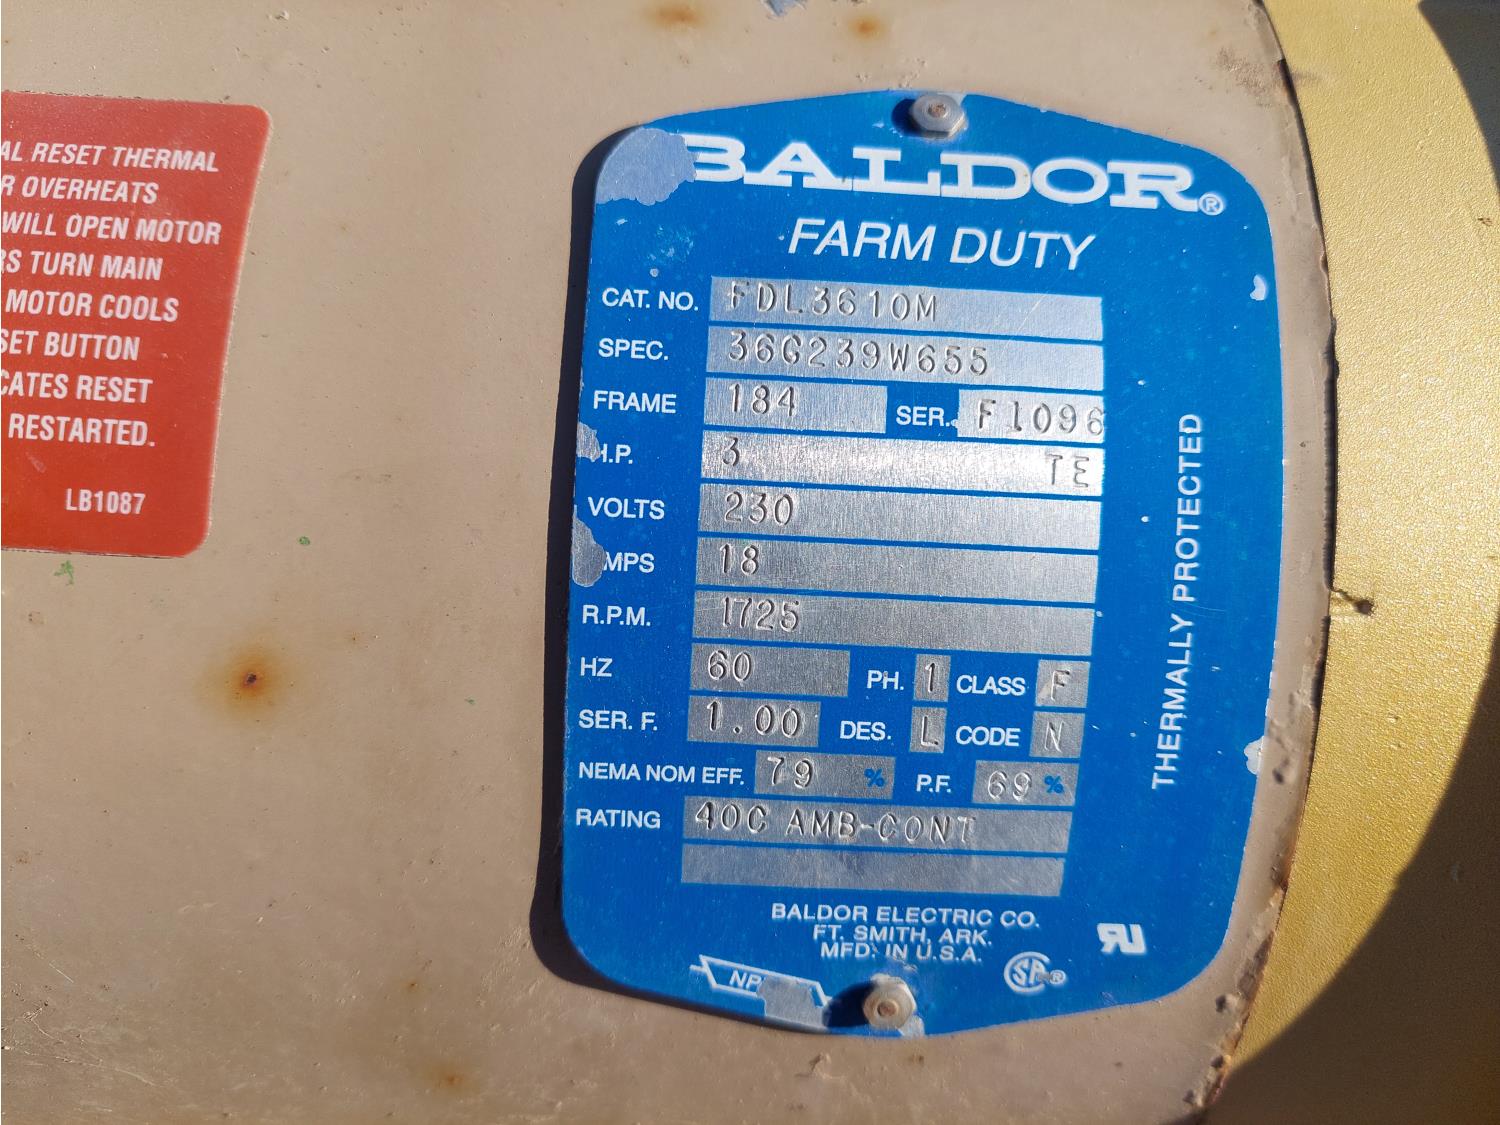 AL RESET THERMAL
R OVERHEATS
WILL OPEN MOTOR
RS TURN MAIN
MOTOR COOLS
SET BUTTON
CATES RESET
RESTARTED.
LB1087
BALDOR®
FARM DUTY
CAT. NO. FDL3610M
SPEC. 36G239W655
FRAME 184 SER. F1096
H.P. 3 TE
VOLTS 230
MPS 18
R.P.M. 1725
HZ 60 PH. 1 CLASS F
SER. F. 1.00 DES. L CODE N
NEMA NOM EFF. 79 % P.F. 69 %
RATING 40C AMB-CONT
THERMALLY PROTECTED
BALDOR ELECTRIC CO.
FT. SMITH, ARK.
MFD. IN U.S.A.
NP
SA®
RU